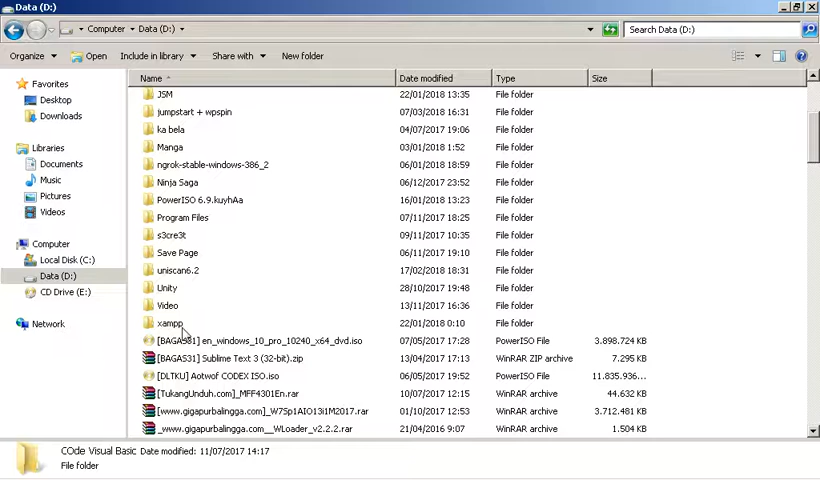 Data (D:)
Computer Data (D:) Search Data (D:)
Organize Open Include in library Share with New folder
Name Date modified Type Size
Favorites
Desktop
Downloads
Libraries
Documents
Music
Pictures
Videos
Computer
Local Disk (C:)
Data (D:)
CD Drive (E:)
Network
JSM 22/01/2018 13:35 File folder
jumpstart + wpspin 07/03/2018 16:31 File folder
ka bela 04/07/2017 19:06 File folder
Manga 03/01/2018 1:52 File folder
ngrok-stable-windows-386_2 06/01/2018 18:59 File folder
Ninja Saga 06/12/2017 23:52 File folder
PowerISO 6.9.kuyhAa 16/01/2018 13:23 File folder
Program Files 07/11/2017 18:25 File folder
s3cre3t 09/11/2017 10:35 File folder
Save Page 06/11/2017 19:10 File folder
uniscan6.2 17/02/2018 18:31 File folder
Unity 28/10/2017 19:48 File folder
Video 13/11/2017 16:36 File folder
xampp 22/01/2018 0:10 File folder
[BAGAS31] en_windows_10_pro_10240_x64_dvd.iso 07/05/2017 17:28 PowerISO File 3.898.724 KB
[BAGAS31] Sublime Text 3 (32-bit).zip 13/04/2017 17:13 WinRAR ZIP archive 7.295 KB
[DLTKU] Aotwof CODEX ISO.iso 06/05/2017 19:52 PowerISO File 11.835.936...
[TukangUnduh.com]_MFF4301En.rar 10/07/2017 12:15 WinRAR archive 44.632 KB
[www.gigapurbalingga.com]_W7Sp1AIO13i1M2017.rar 01/10/2017 12:53 WinRAR archive 3.712.481 KB
_www.gigapurbalingga.com__WLoader_v2.2.2.rar 21/04/2016 9:07 WinRAR archive 1.504 KB
COde Visual Basic Date modified: 11/07/2017 14:17
File folder